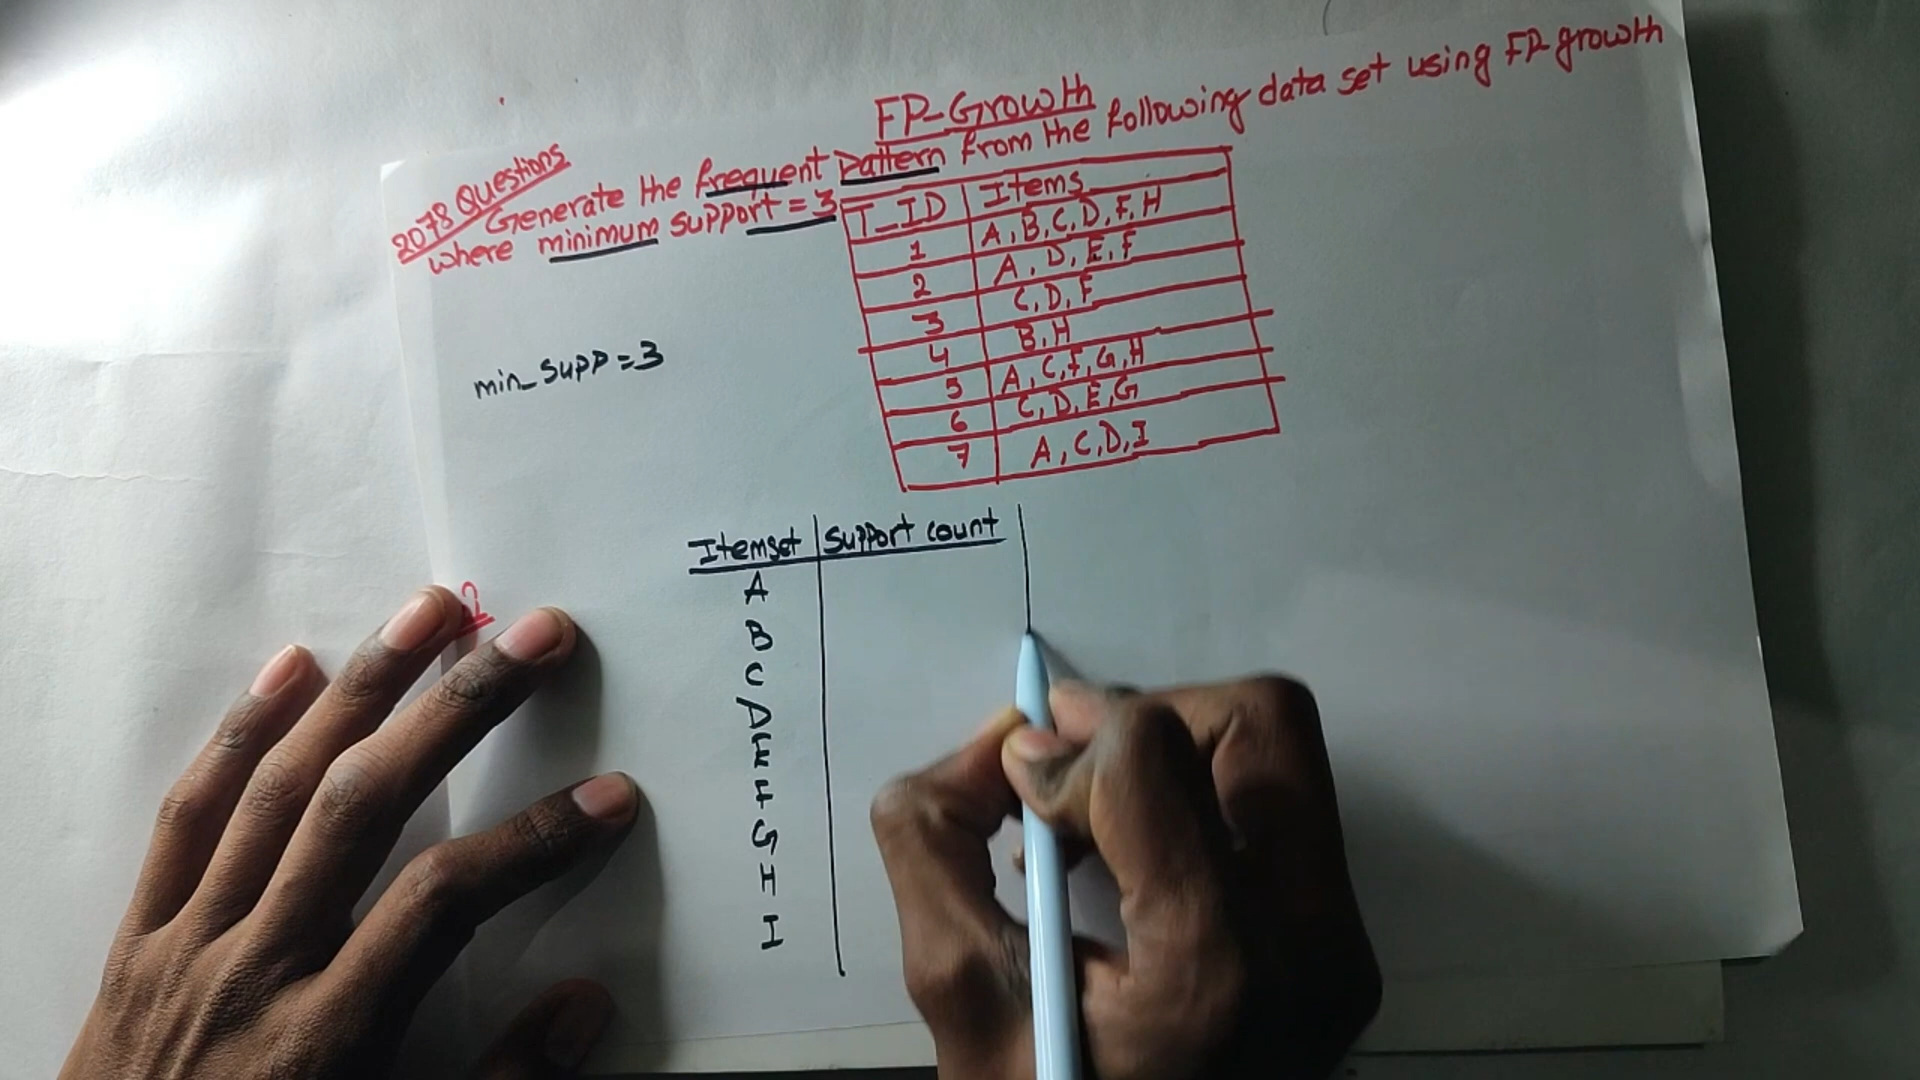 FP-Growth
2078 Questions
Generate the frequent pattern from the following data set using FP-growth
where minimum support = 3
T_ID Items
1 A, B, C, D, F, H
2 A, D, E, F
3 C, D, F
4 B, H
5 A, C, F, G, H
6 C, D, E, G
7 A, C, D, I
min_supp = 3
Itemset Support count
A
B
C
D
E
F
G
H
I